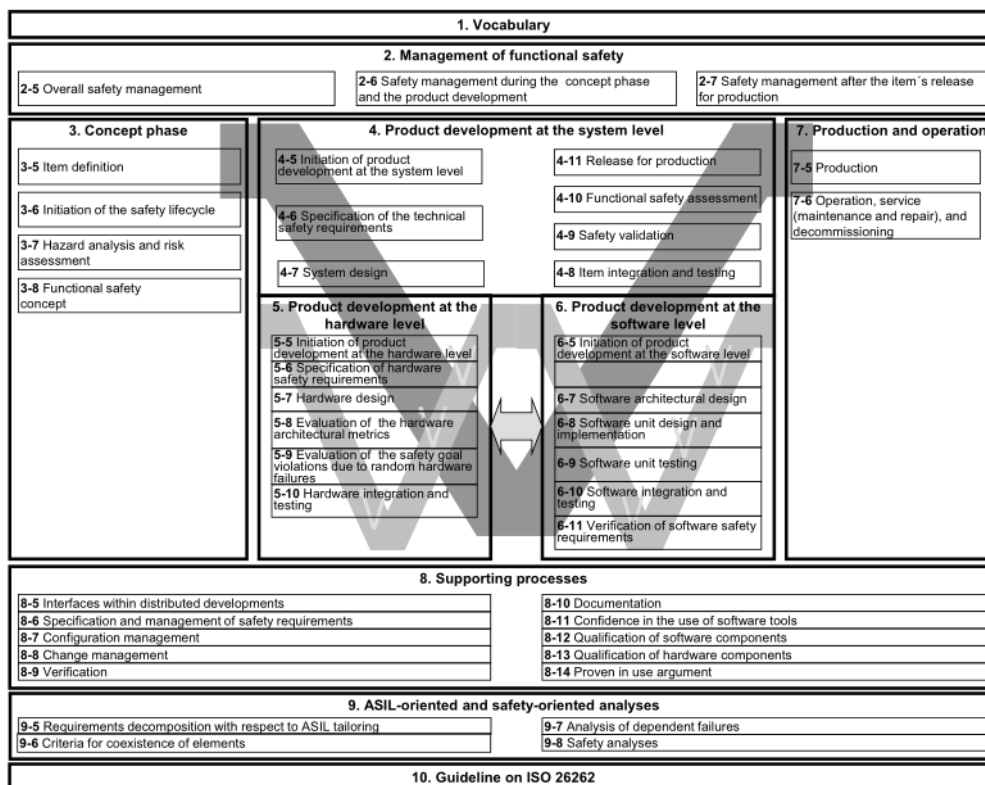 1. Vocabulary
2. Management of functional safety
2-5 Overall safety management
2-6 Safety management during the concept phase
and the product development
2-7 Safety management after the item´s release
for production
3. Concept phase
3-5 Item definition
3-6 Initiation of the safety lifecycle
3-7 Hazard analysis and risk
assessment
3-8 Functional safety
concept
4. Product development at the system level
4-5 Initiation of product
development at the system level
4-6 Specification of the technical
safety requirements
4-7 System design
4-11 Release for production
4-10 Functional safety assessment
4-9 Safety validation
4-8 Item integration and testing
7. Production and operation
7-5 Production
7-6 Operation, service
(maintenance and repair), and
decommissioning
5. Product development at the
hardware level
5-5 Initiation of product
development at the hardware level
5-6 Specification of hardware
safety requirements
5-7 Hardware design
5-8 Evaluation of the hardware
architectural metrics
5-9 Evaluation of the safety goal
violations due to random hardware
failures
5-10 Hardware integration and
testing
6. Product development at the
software level
6-5 Initiation of product
development at the software level
6-7 Software architectural design
6-8 Software unit design and
implementation
6-9 Software unit testing
6-10 Software integration and
testing
6-11 Verification of software safety
requirements
8. Supporting processes
8-5 Interfaces within distributed developments
8-6 Specification and management of safety requirements
8-7 Configuration management
8-8 Change management
8-9 Verification
8-10 Documentation
8-11 Confidence in the use of software tools
8-12 Qualification of software components
8-13 Qualification of hardware components
8-14 Proven in use argument
9. ASIL-oriented and safety-oriented analyses
9-5 Requirements decomposition with respect to ASIL tailoring
9-6 Criteria for coexistence of elements
9-7 Analysis of dependent failures
9-8 Safety analyses
10. Guideline on ISO 26262